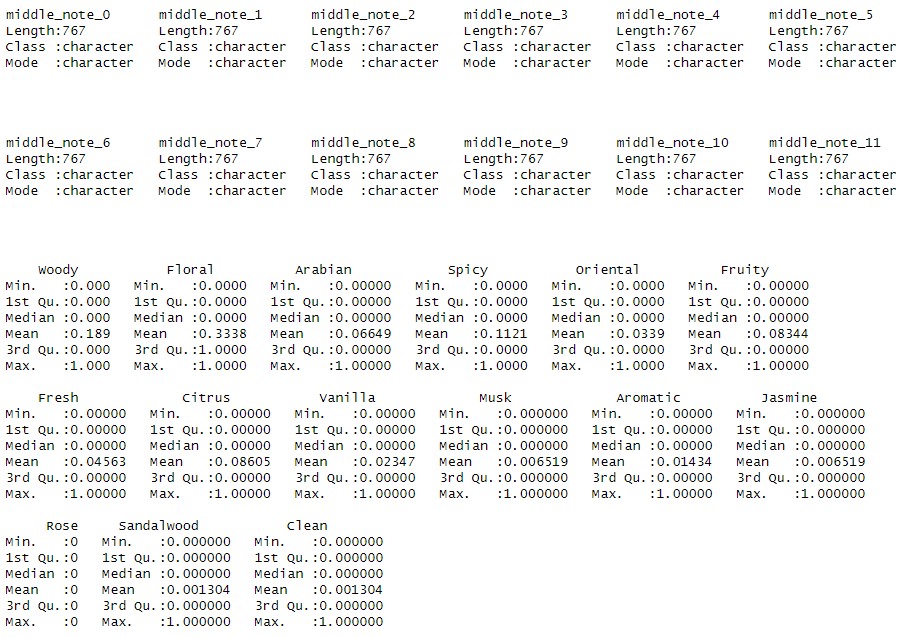 middle_note_0 middle_note_1 middle_note_2 middle_note_3 middle_note_4 middle_note_5
Length:767 Length:767 Length:767 Length:767 Length:767 Length:767
Class :character Class :character Class :character Class :character Class :character Class :character
Mode :character Mode :character Mode :character Mode :character Mode :character Mode :character
middle_note_6 middle_note_7 middle_note_8 middle_note_9 middle_note_10 middle_note_11
Length:767 Length:767 Length:767 Length:767 Length:767 Length:767
Class :character Class :character Class :character Class :character Class :character Class :character
Mode :character Mode :character Mode :character Mode :character Mode :character Mode :character
Woody Floral Arabian Spicy Oriental Fruity
Min. :0.000 Min. :0.0000 Min. :0.00000 Min. :0.0000 Min. :0.0000 Min. :0.00000
1st Qu.:0.000 1st Qu.:0.0000 1st Qu.:0.00000 1st Qu.:0.0000 1st Qu.:0.0000 1st Qu.:0.00000
Median :0.000 Median :0.0000 Median :0.00000 Median :0.0000 Median :0.0000 Median :0.00000
Mean :0.189 Mean :0.3338 Mean :0.06649 Mean :0.1121 Mean :0.0339 Mean :0.08344
3rd Qu.:0.000 3rd Qu.:1.0000 3rd Qu.:0.00000 3rd Qu.:0.0000 3rd Qu.:0.0000 3rd Qu.:0.00000
Max. :1.000 Max. :1.0000 Max. :1.00000 Max. :1.0000 Max. :1.0000 Max. :1.00000
Fresh Citrus Vanilla Musk Aromatic Jasmine
Min. :0.00000 Min. :0.00000 Min. :0.00000 Min. :0.000000 Min. :0.00000 Min. :0.000000
1st Qu.:0.00000 1st Qu.:0.00000 1st Qu.:0.00000 1st Qu.:0.000000 1st Qu.:0.00000 1st Qu.:0.000000
Median :0.00000 Median :0.00000 Median :0.00000 Median :0.000000 Median :0.00000 Median :0.000000
Mean :0.04563 Mean :0.08605 Mean :0.02347 Mean :0.006519 Mean :0.01434 Mean :0.006519
3rd Qu.:0.00000 3rd Qu.:0.00000 3rd Qu.:0.00000 3rd Qu.:0.000000 3rd Qu.:0.00000 3rd Qu.:0.000000
Max. :1.00000 Max. :1.00000 Max. :1.00000 Max. :1.000000 Max. :1.00000 Max. :1.000000
Rose Sandalwood Clean
Min. :0 Min. :0.000000 Min. :0.000000
1st Qu.:0 1st Qu.:0.000000 1st Qu.:0.000000
Median :0 Median :0.000000 Median :0.000000
Mean :0 Mean :0.001304 Mean :0.001304
3rd Qu.:0 3rd Qu.:0.000000 3rd Qu.:0.000000
Max. :0 Max. :1.000000 Max. :1.000000